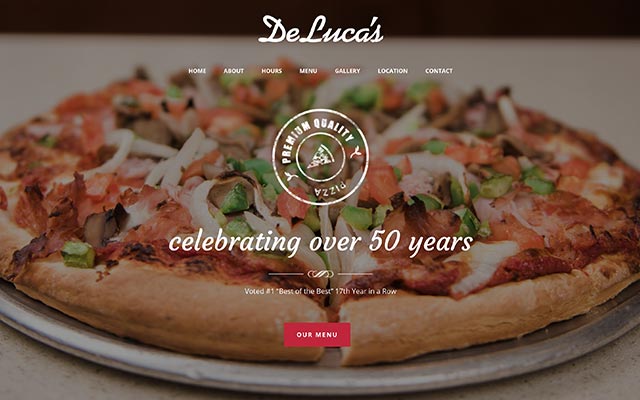 DeLuca's
HOME ABOUT HOURS MENU GALLERY LOCATION CONTACT
PREMIUM QUALITY
PIZZA
celebrating over 50 years
Voted #1 "Best of the Best" 17th Year in a Row
OUR MENU